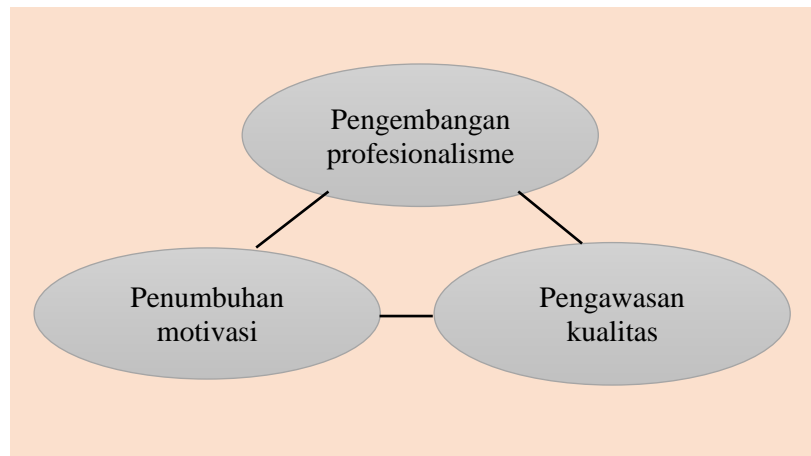 Pengembangan
profesionalisme
Penumbuhan
motivasi
Pengawasan
kualitas